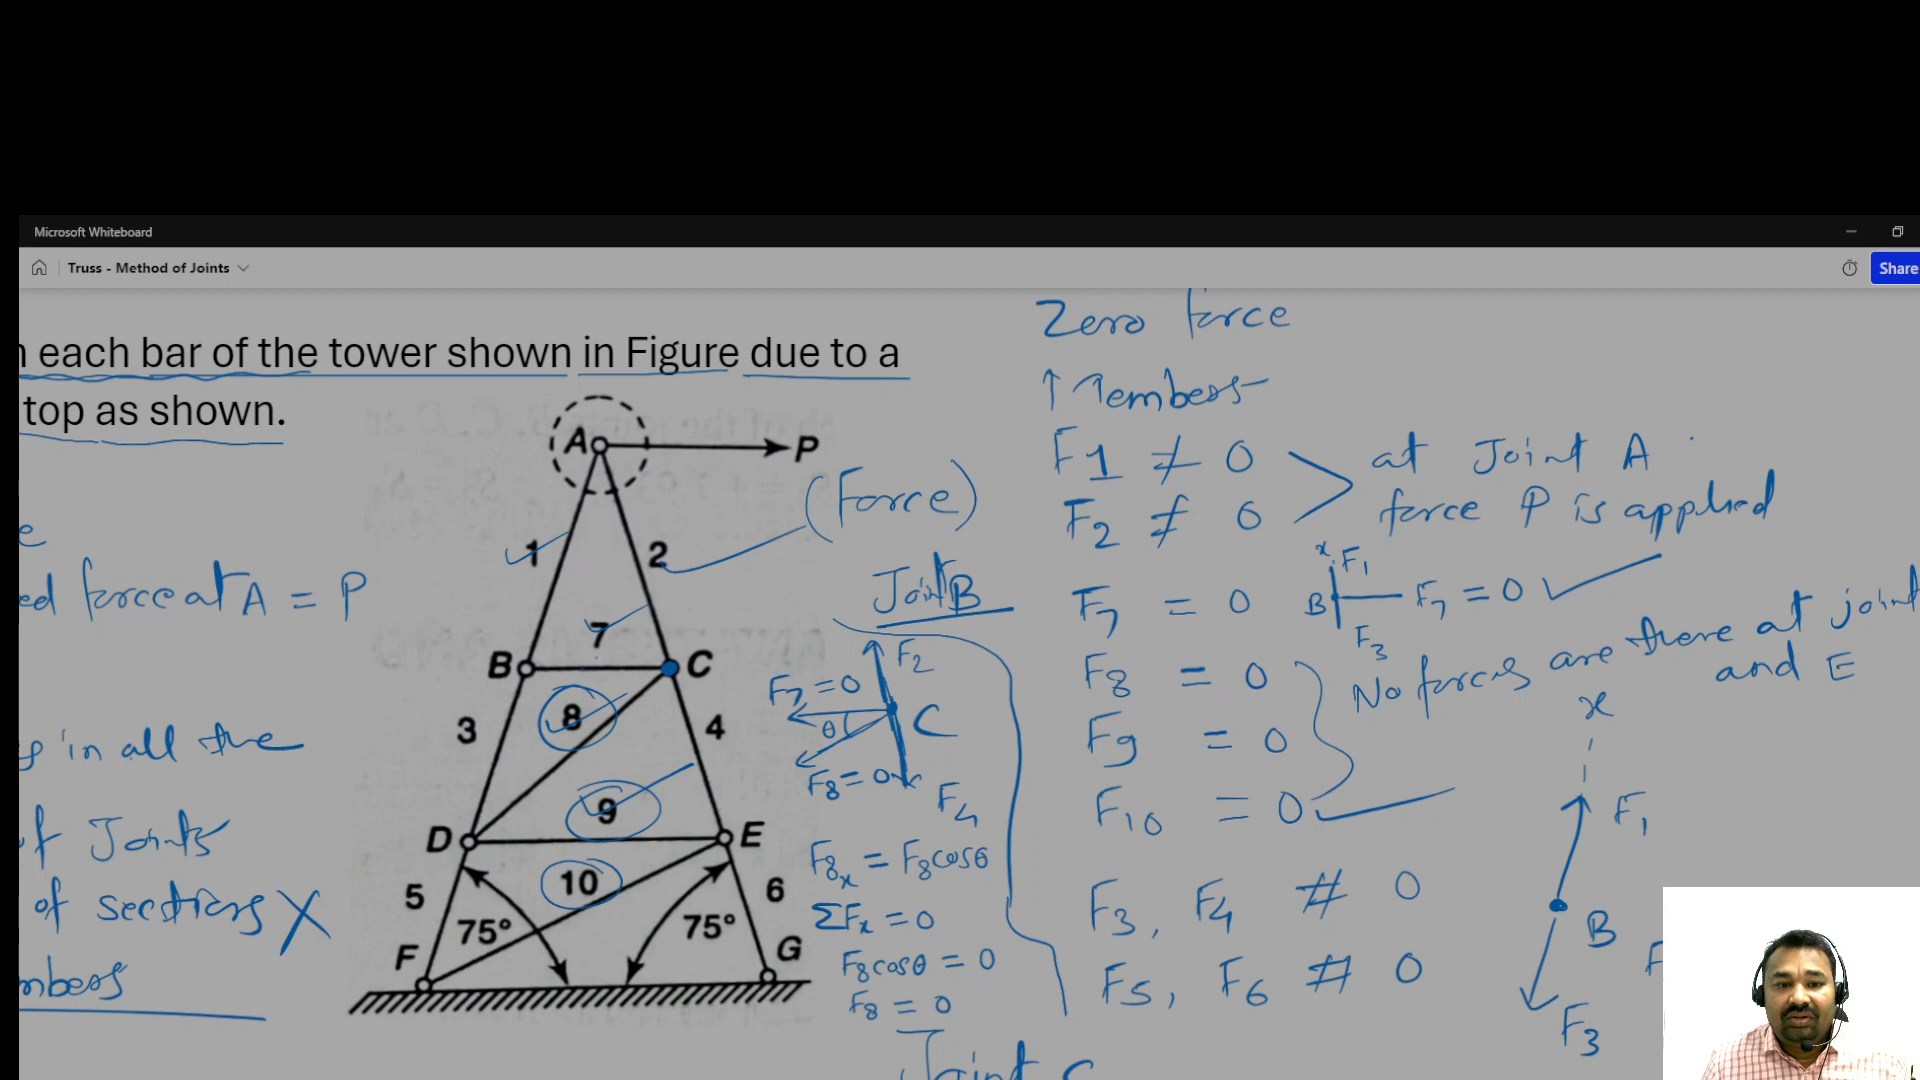 Microsoft Whiteboard
Truss - Method of Joints
Share
each bar of the tower shown in Figure due to a
top as shown.
force at A = P
in all the
of Joints
of sections X
A
P
1
2
7
B
C
8
3
4
9
D
E
10
5
6
75°
75°
F
G
(Force)
Joint B
F2
F7 = 0
θ
C
F8 = 0
F4
F8x = F8cosθ
ΣFx = 0
F8cosθ = 0
F8 = 0
Joint C
Zero force
Members
F1 ≠ 0
F2 ≠ 0
at Joint A
force P is applied
F7 = 0
x
F1
B
F7 = 0
F3
F8 = 0
F9 = 0
F10 = 0
No forces are there at joint
and E
F3, F4 ≠ 0
F5, F6 ≠ 0
x
F1
B
F3